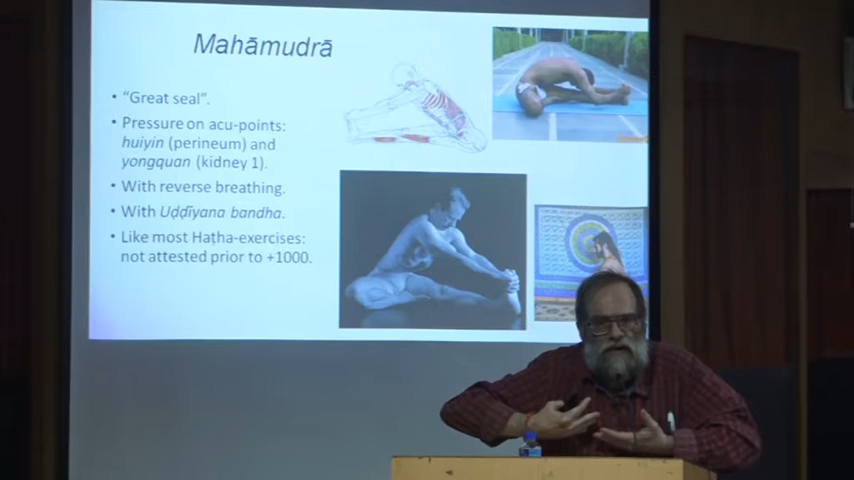 Mahāmudrā
• "Great seal".
• Pressure on acu-points:
huiyin (perineum) and
yongquan (kidney 1).
• With reverse breathing.
• With Uḍḍīyana bandha.
• Like most Haṭha-exercises:
not attested prior to +1000.